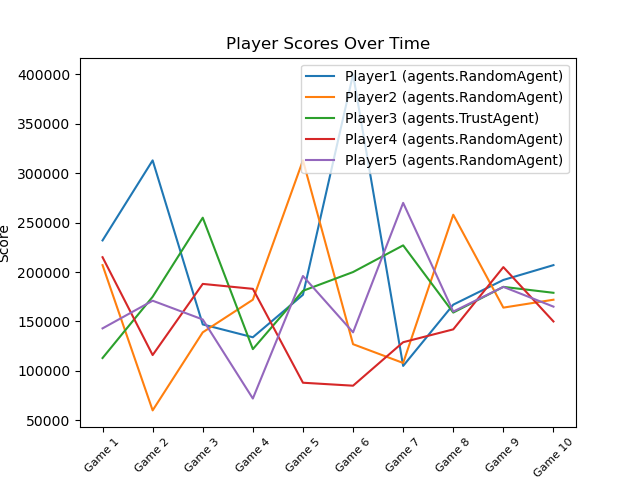 Player Scores Over Time
400000
350000
300000
250000
200000
150000
100000
50000
Score
Player1 (agents.RandomAgent)
Player2 (agents.RandomAgent)
Player3 (agents.TrustAgent)
Player4 (agents.RandomAgent)
Player5 (agents.RandomAgent)
Game 1
Game 2
Game 3
Game 4
Game 5
Game 6
Game 7
Game 8
Game 9
Game 10